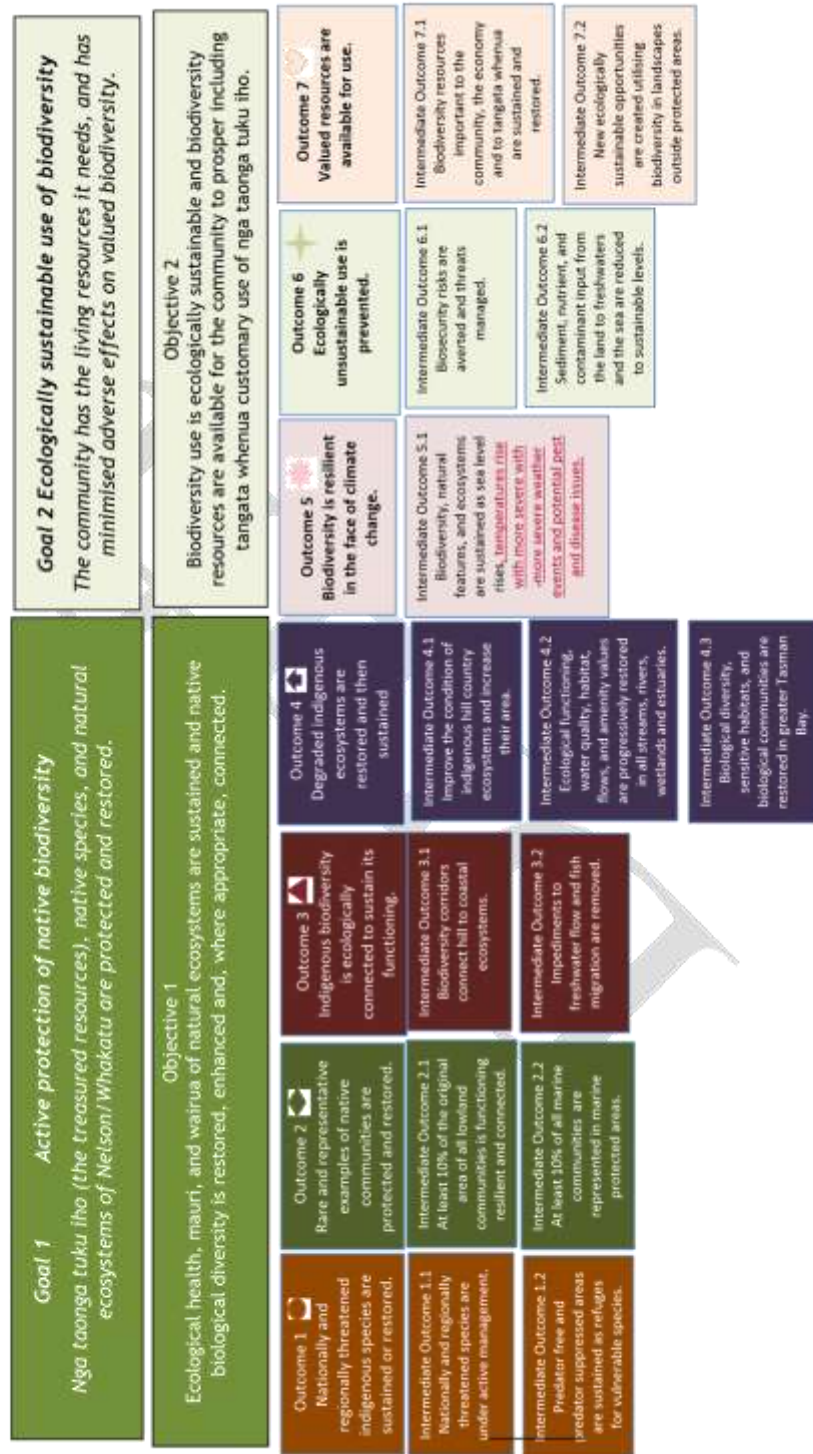 Goal 1 Active protection of native biodiversity
Nga taonga tuku iho (the treasured resources), native species, and natural
ecosystems of Nelson/Whakatu are protected and restored.
Goal 2 Ecologically sustainable use of biodiversity
The community has the living resources it needs, and has
minimised adverse effects on valued biodiversity.
Objective 1
Ecological health, mauri, and wairua of natural ecosystems are sustained and native
biological diversity is restored, enhanced and, where appropriate, connected.
Objective 2
Biodiversity use is ecologically sustainable and biodiversity
resources are available for the community to prosper including
tangata whenua customary use of nga taonga tuku iho.
Outcome 1
Nationally and
regionally threatened
indigenous species are
sustained or restored.
Outcome 2
Rare and representative
examples of native
communities are
protected and restored.
Outcome 3
Indigenous biodiversity
is ecologically
connected to sustain its
functioning.
Outcome 4
Degraded indigenous
ecosystems are
restored and then
sustained
Outcome 5
Biodiversity is resilient
in the face of climate
change.
Outcome 6
Ecologically
unsustainable use is
prevented.
Outcome 7
Valued resources are
available for use.
Intermediate Outcome 1.1
Nationally and regionally
threatened species are
under active management.
Intermediate Outcome 2.1
At least 10% of the original
area of all lowland
communities is functioning
resilient and connected.
Intermediate Outcome 3.1
Biodiversity corridors
connect hill to coastal
ecosystems.
Intermediate Outcome 4.1
Improve the condition of
indigenous hill country
ecosystems and increase
their area.
Intermediate Outcome 5.1
Biodiversity, natural
features, and ecosystems
are sustained as sea level
rises, temperatures rise
with more severe with
more severe weather
events and potential pest
and disease issues.
Intermediate Outcome 6.1
Biosecurity risks are
averted and threats
managed.
Intermediate Outcome 7.1
Biodiversity resources
important to the
community, the economy
and to tangata whenua
are sustained and
restored.
Intermediate Outcome 1.2
Predator free and
predator suppressed areas
are sustained as refuges
for vulnerable species.
Intermediate Outcome 2.2
At least 10% of all marine
communities are
represented in marine
protected areas.
Intermediate Outcome 3.2
Impediments to
freshwater flow and fish
migration are removed.
Intermediate Outcome 4.2
Ecological functioning,
water quality, habitat,
flows, and amenity values
are progressively restored
in all streams, rivers,
wetlands and estuaries.
Intermediate Outcome 6.2
Sediment, nutrient, and
contaminant input from
the land to freshwaters
and the sea are reduced
to sustainable levels.
Intermediate Outcome 7.2
New ecologically
sustainable opportunities
are created utilising
biodiversity in landscapes
outside protected areas.
Intermediate Outcome 4.3
Biological diversity,
sensitive habitats, and
biological communities are
restored in greater Tasman
Bay.